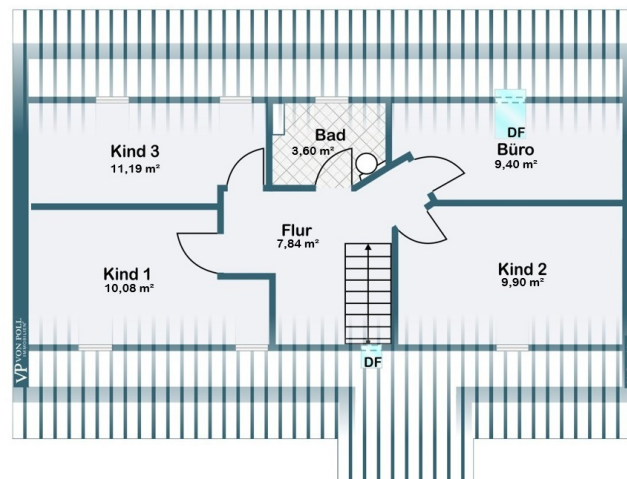 Kind 3
11,19 m²
Bad
3,60 m²
DF
Büro
9,40 m²
Flur
7,84 m²
Kind 1
10,08 m²
Kind 2
9,90 m²
DF
VP VON POLL
IMMOBILIEN